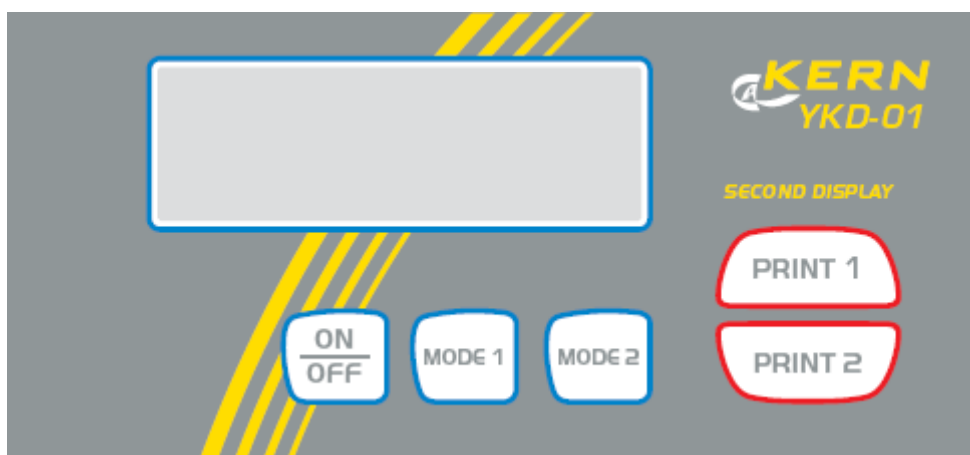 KERN
YKD-01
SECOND DISPLAY
PRINT 1
ON
OFF
MODE 1
MODE 2
PRINT 2